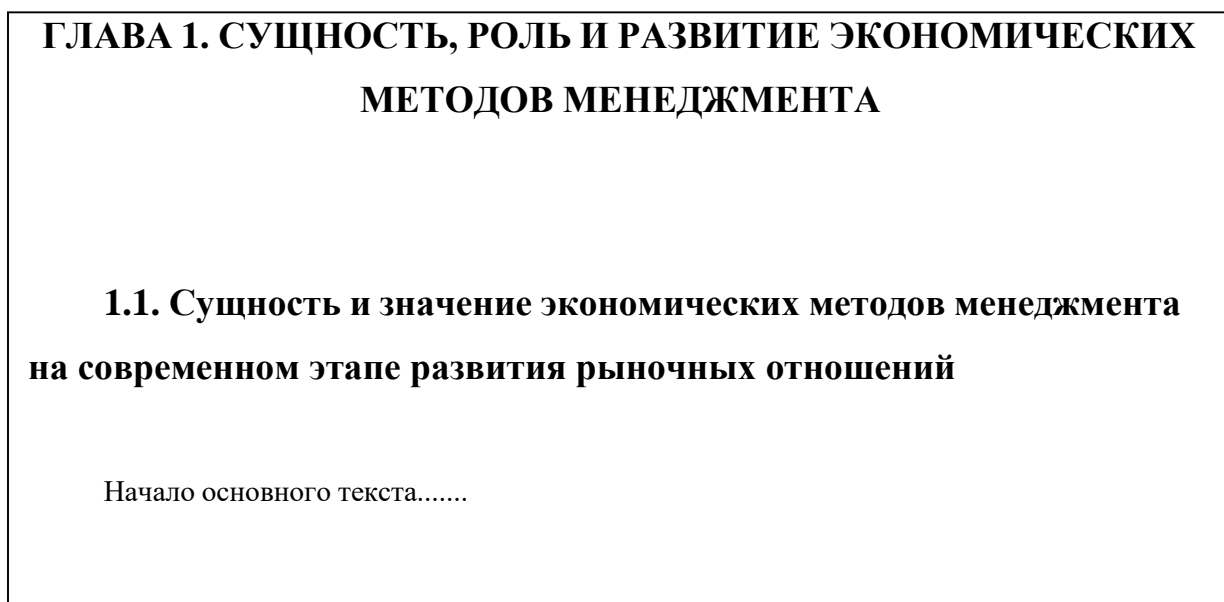 ГЛАВА 1. СУЩНОСТЬ, РОЛЬ И РАЗВИТИЕ ЭКОНОМИЧЕСКИХ
МЕТОДОВ МЕНЕДЖМЕНТА
1.1. Сущность и значение экономических методов менеджмента
на современном этапе развития рыночных отношений
Начало основного текста.......